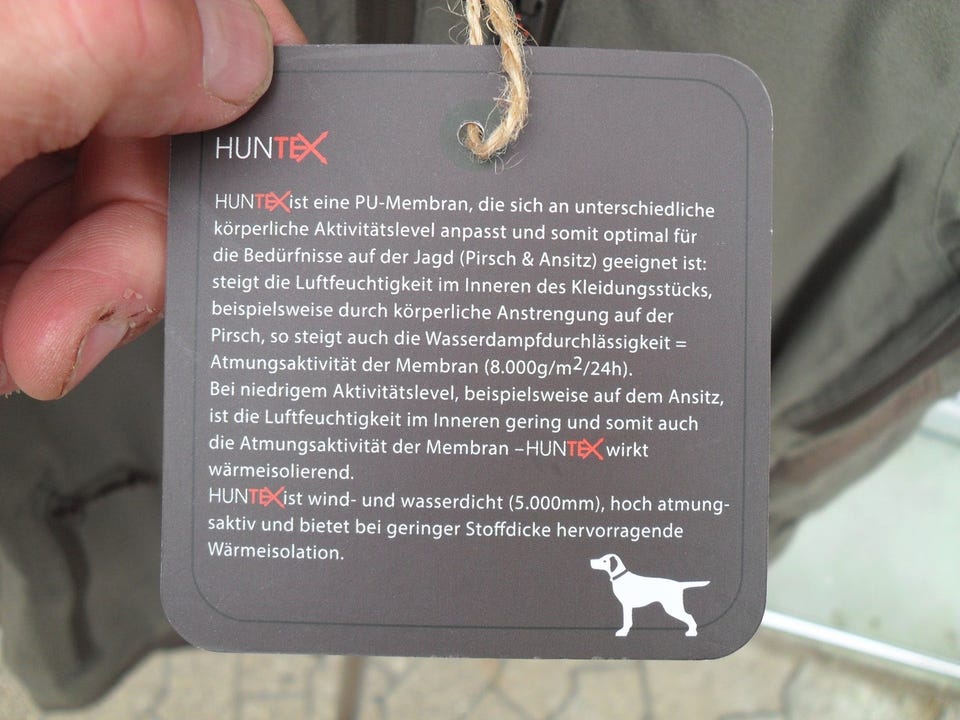 HUNTEX
HUNTEX ist eine PU-Membran, die sich an unterschiedliche
körperliche Aktivitätslevel anpasst und somit optimal für
die Bedürfnisse auf der Jagd (Pirsch & Ansitz) geeignet ist:
steigt die Luftfeuchtigkeit im Inneren des Kleidungsstücks,
beispielsweise durch körperliche Anstrengung auf der
Pirsch, so steigt auch die Wasserdampfdurchlässigkeit =
Atmungsaktivität der Membran (8.000g/m2/24h).
Bei niedrigem Aktivitätslevel, beispielsweise auf dem Ansitz,
ist die Luftfeuchtigkeit im Inneren gering und somit auch
die Atmungsaktivität der Membran –HUNTEX wirkt
wärmeisolierend.
HUNTEX ist wind- und wasserdicht (5.000mm), hoch atmung-
saktiv und bietet bei geringer Stoffdicke hervorragende
Wärmeisolation.